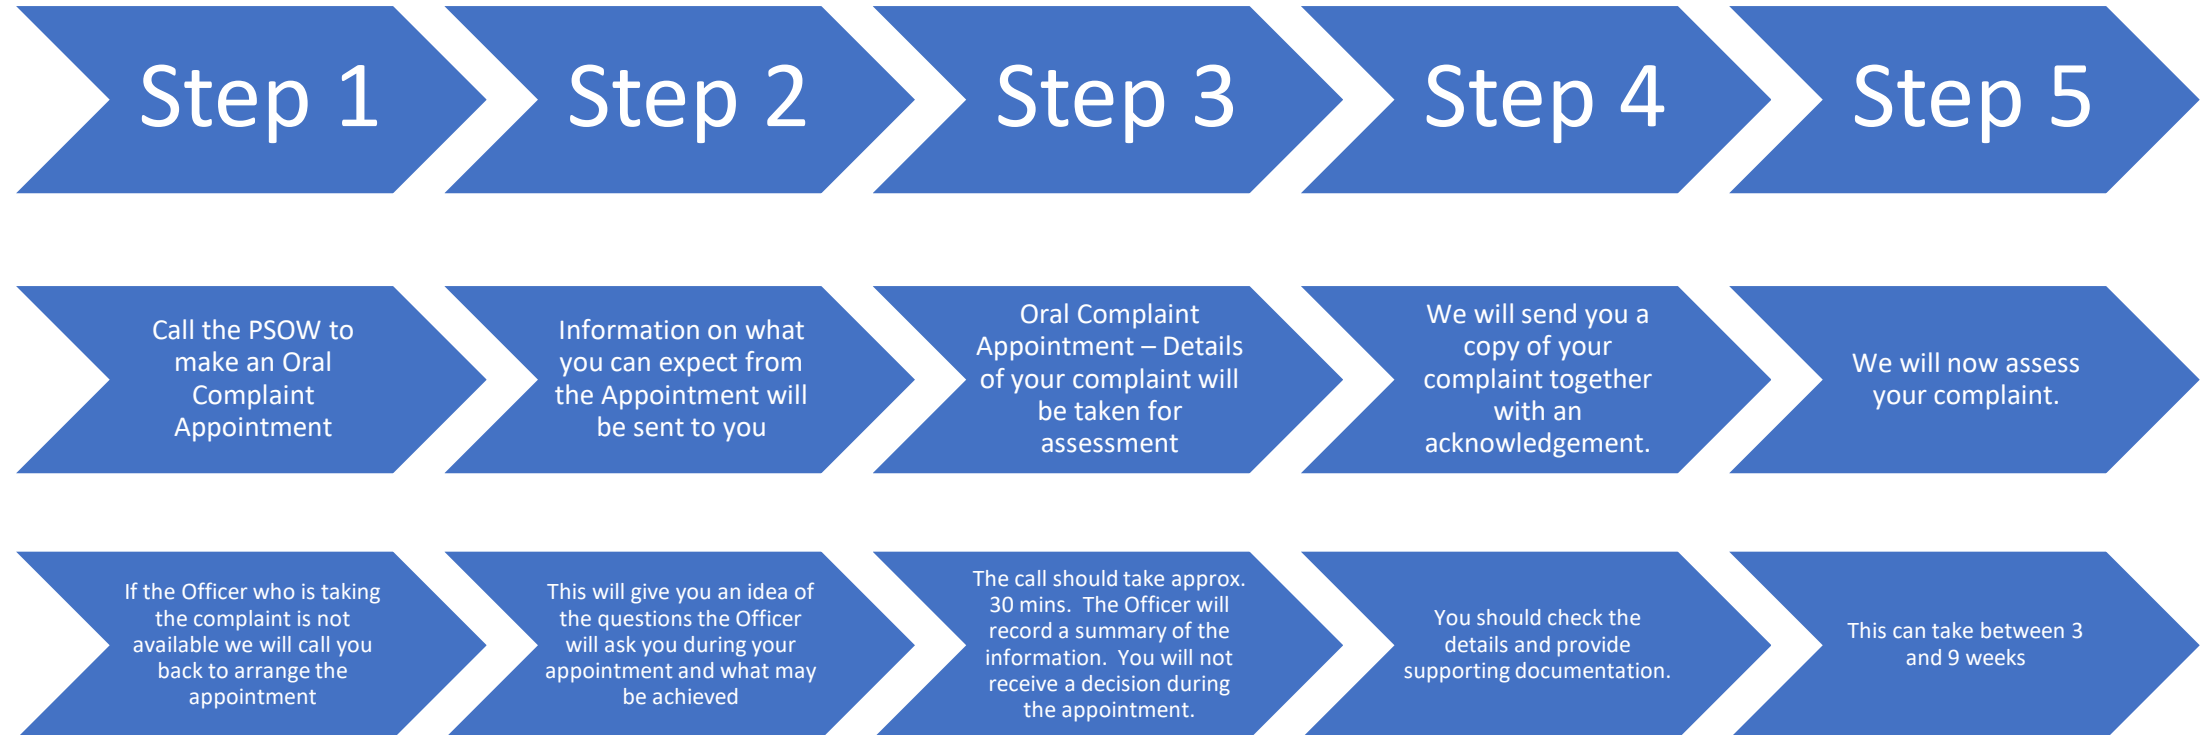 Step 1
Step 2
Step 3
Step 4
Step 5
Call the PSOW to
make an Oral
Complaint
Appointment
Information on what
you can expect from
the Appointment will
be sent to you
Oral Complaint
Appointment – Details
of your complaint will
be taken for
assessment
We will send you a
copy of your
complaint together
with an
acknowledgement.
We will now assess
your complaint.
If the Officer who is taking
the complaint is not
available we will call you
back to arrange the
appointment
This will give you an idea of
the questions the Officer
will ask you during your
appointment and what may
be achieved
The call should take approx.
30 mins.  The Officer will
record a summary of the
information.  You will not
receive a decision during
the appointment.
You should check the
details and provide
supporting documentation.
This can take between 3
and 9 weeks